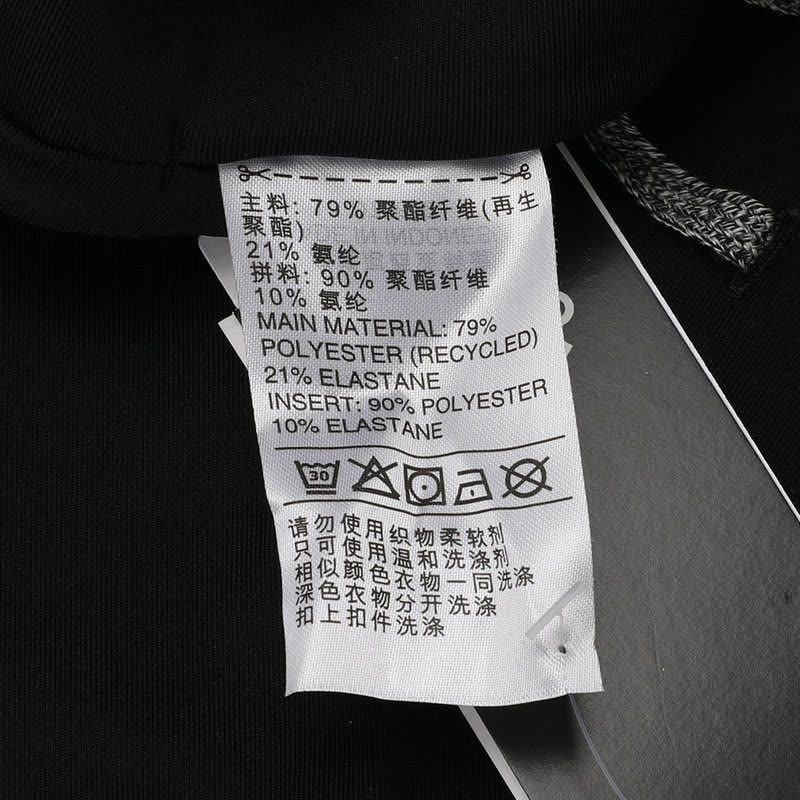 主料: 79% 聚酯纤维(再生
聚酯)
21% 氨纶
拼料: 90% 聚酯纤维
10% 氨纶
MAIN MATERIAL: 79%
POLYESTER (RECYCLED)
21% ELASTANE
INSERT: 90% POLYESTER
10% ELASTANE
30
请勿使用织物柔软剂
只可使用温和洗涤剂
相似颜色衣物一同洗涤
深色衣物分开洗涤
扣上扣件洗涤